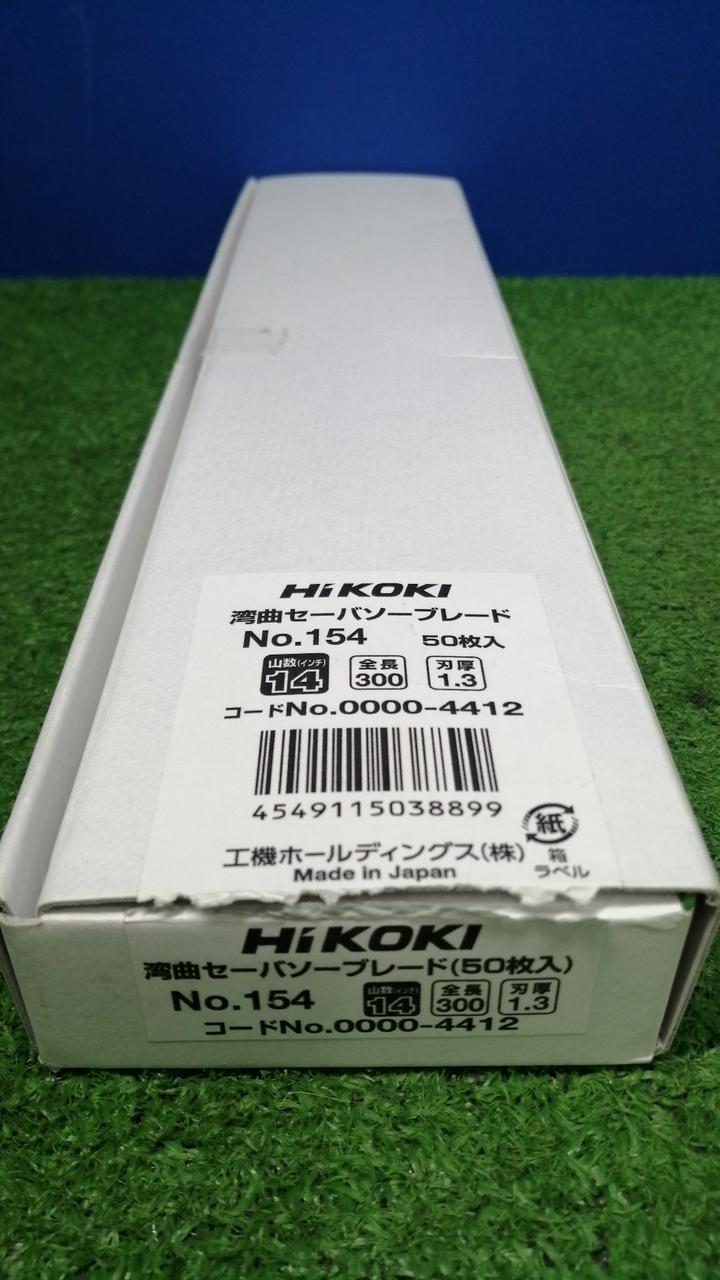 HiKOKI
湾曲セーバソーブレード
No.154 50枚入
山数(インチ) 14 全長 300 刃厚 1.3
コードNo.0000-4412
4549115038899
紙
箱
ラベル
工機ホールディングス(株)
Made in Japan
HiKOKI
湾曲セーバソーブレード(50枚入)
No.154 山数(インチ) 14 全長 300 刃厚 1.3
コードNo.0000-4412